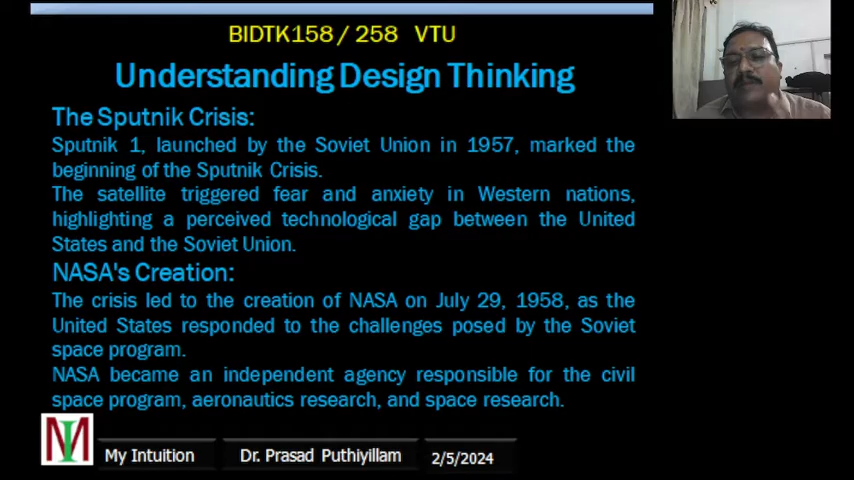 BIDTK158 / 258 VTU
Understanding Design Thinking
The Sputnik Crisis:
Sputnik 1, launched by the Soviet Union in 1957, marked the
beginning of the Sputnik Crisis.
The satellite triggered fear and anxiety in Western nations,
highlighting a perceived technological gap between the United
States and the Soviet Union.
NASA's Creation:
The crisis led to the creation of NASA on July 29, 1958, as the
United States responded to the challenges posed by the Soviet
space program.
NASA became an independent agency responsible for the civil
space program, aeronautics research, and space research.
MI
My Intuition
Dr. Prasad Puthiyillam
2/5/2024